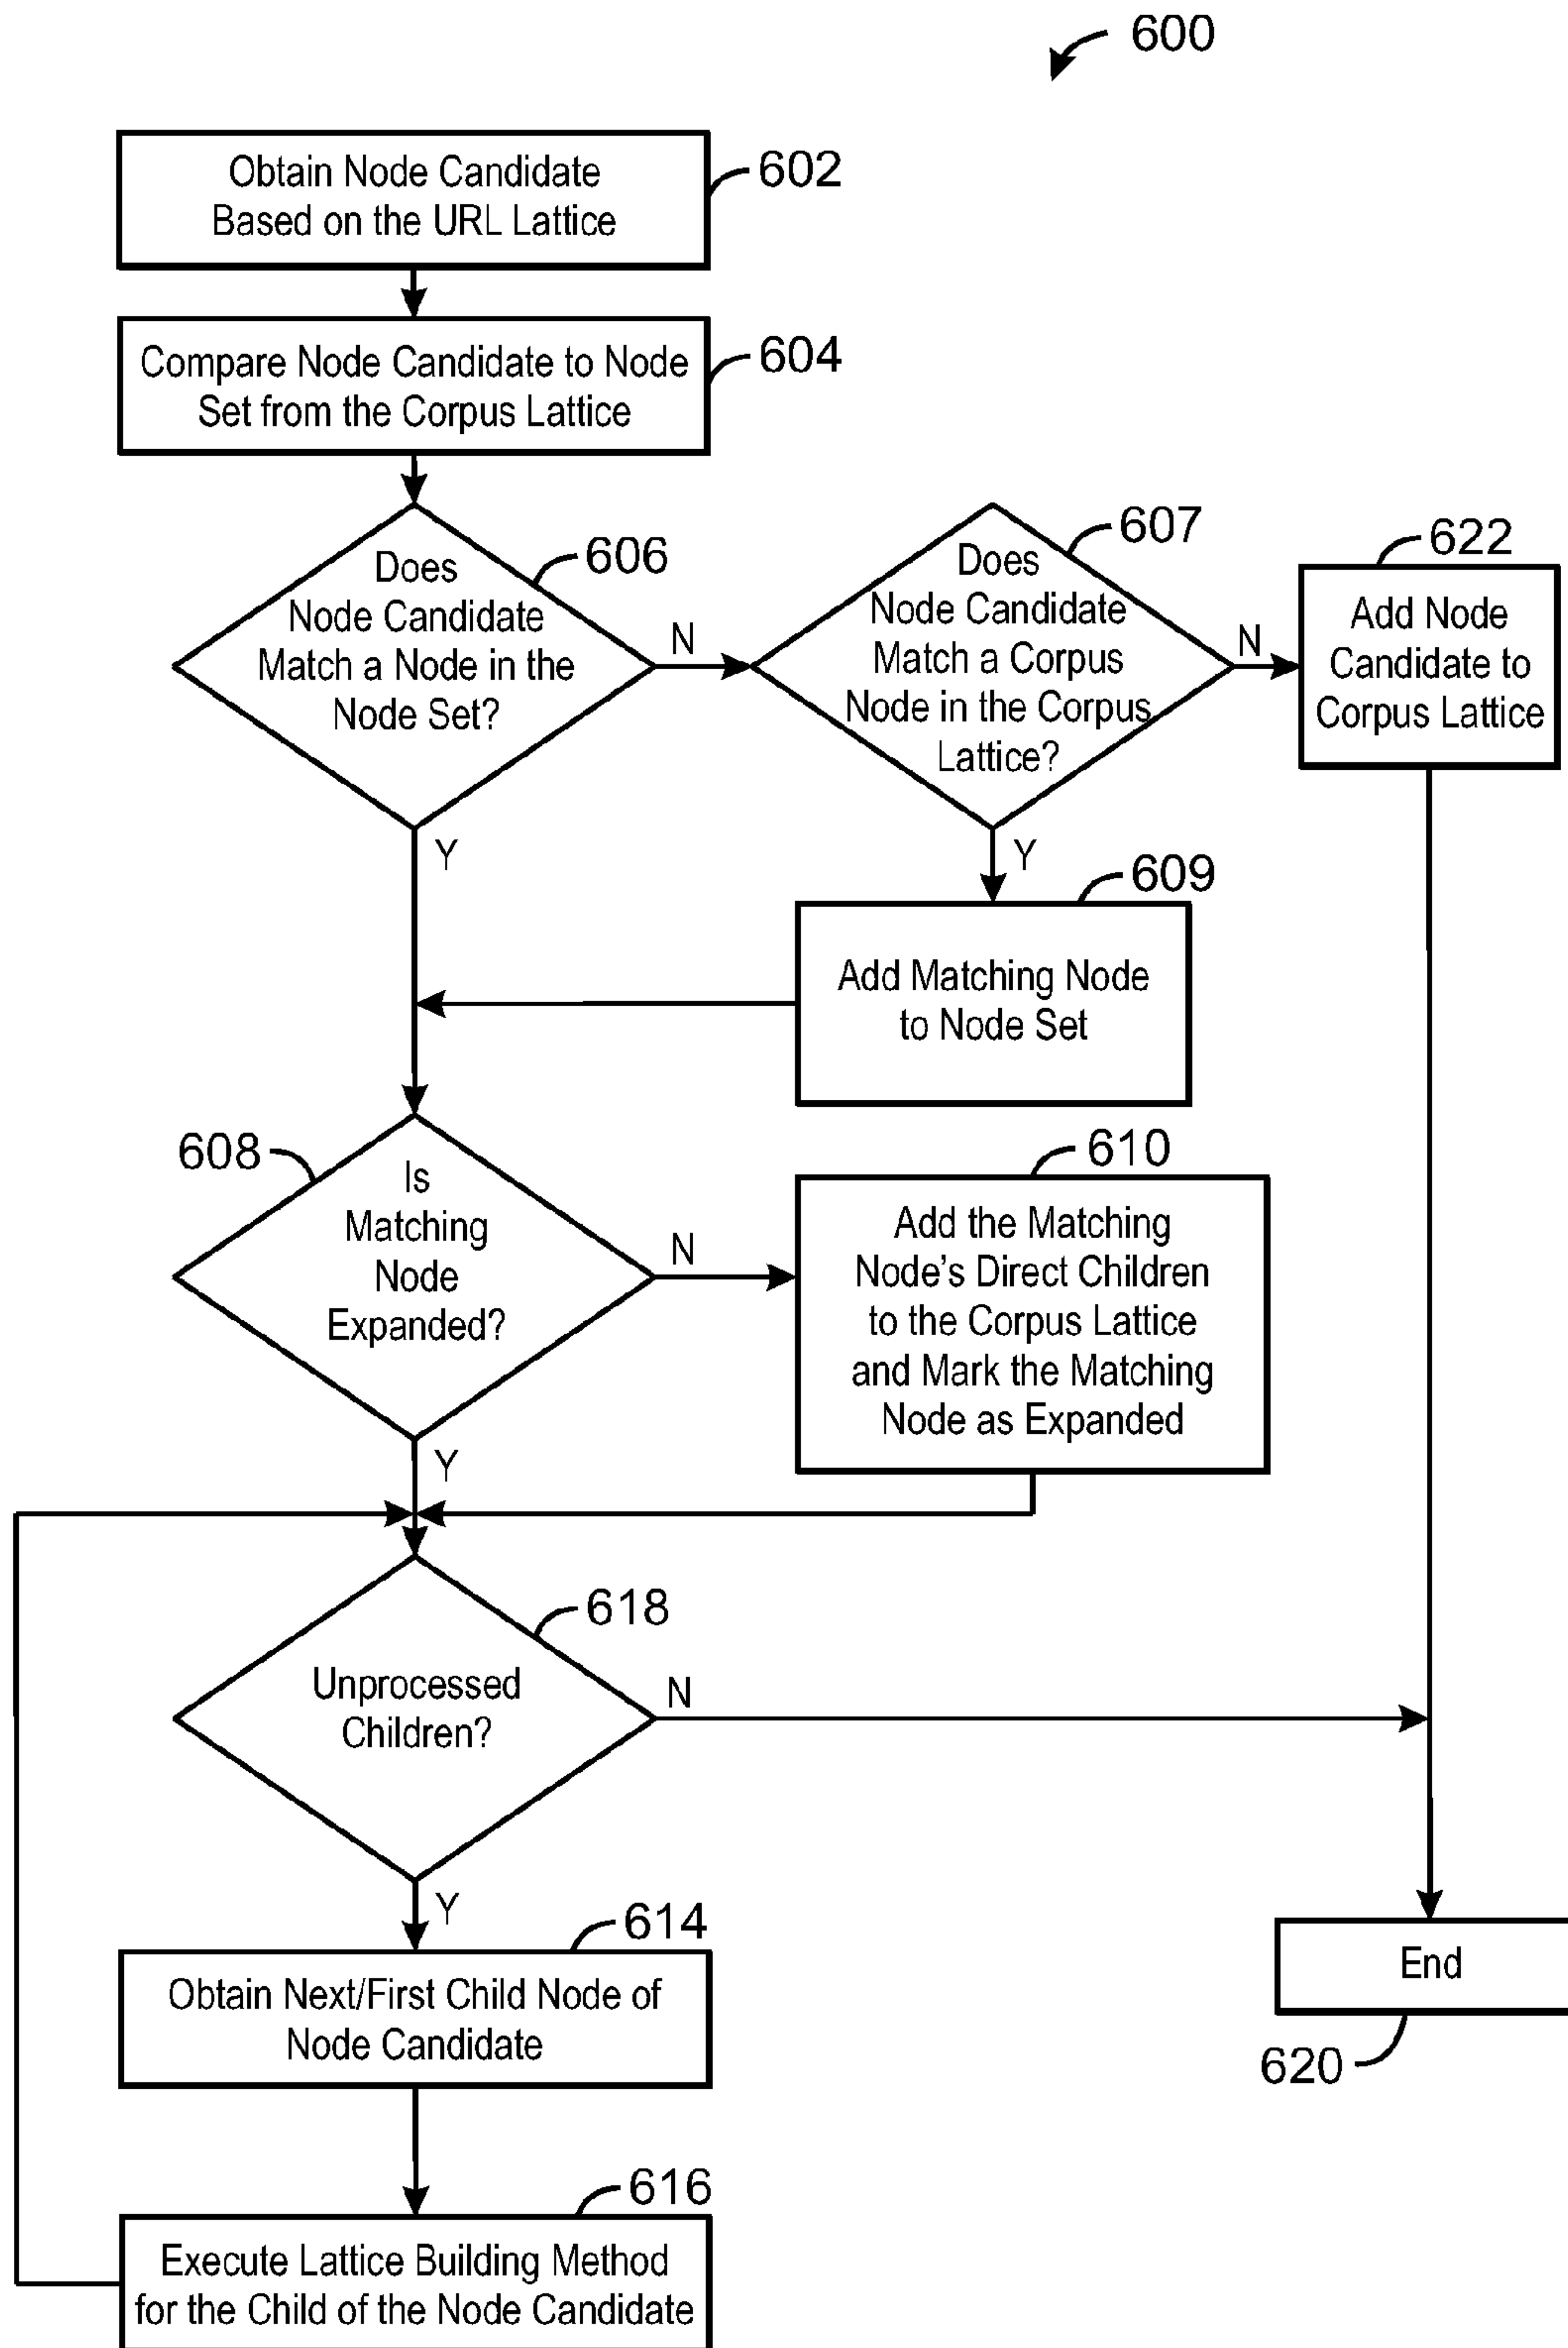 600
Obtain Node Candidate
Based on the URL Lattice
602
Compare Node Candidate to Node
Set from the Corpus Lattice
604
Does
Node Candidate
Match a Node in the
Node Set?
606
N
Y
Does
Node Candidate
Match a Corpus
Node in the Corpus
Lattice?
607
N
Y
622
Add Node
Candidate to
Corpus Lattice
609
Add Matching Node
to Node Set
608
Is
Matching
Node
Expanded?
N
Y
610
Add the Matching
Node's Direct Children
to the Corpus Lattice
and Mark the Matching
Node as Expanded
618
Unprocessed
Children?
N
Y
614
Obtain Next/First Child Node of
Node Candidate
End
620
616
Execute Lattice Building Method
for the Child of the Node Candidate